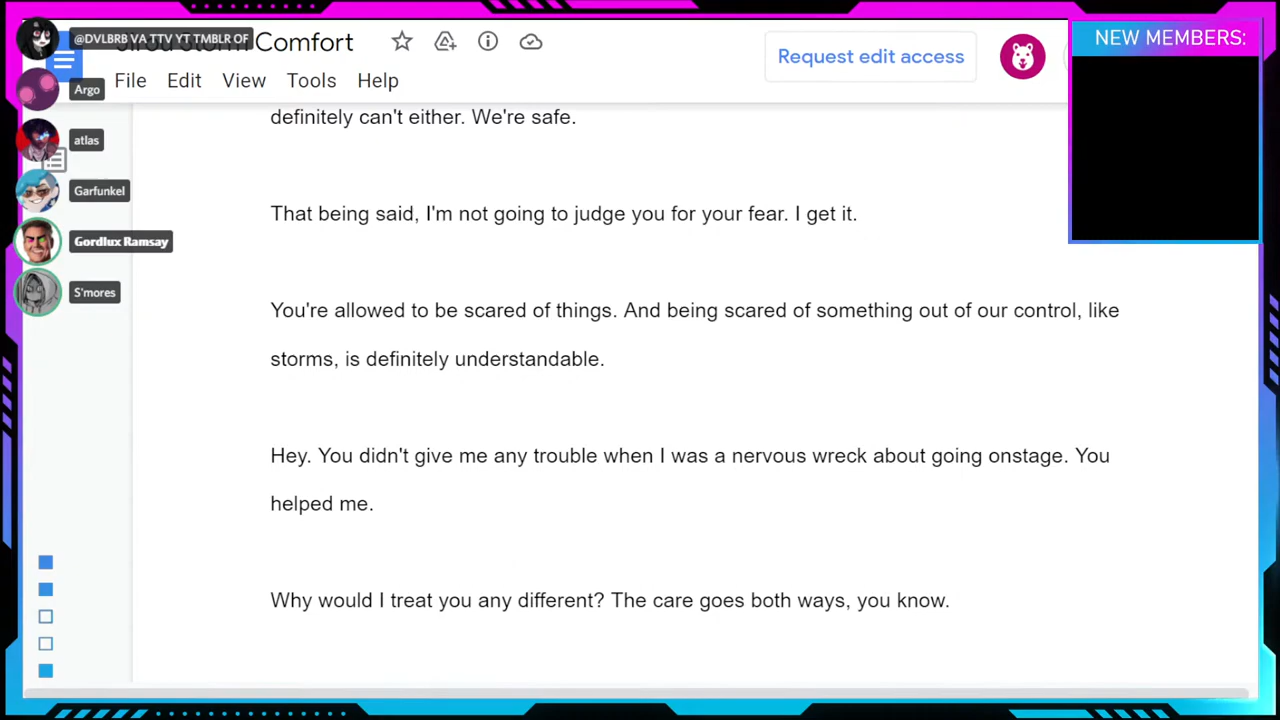 @DVLBRB VA TTV YT TMBLR OF
Storm Comfort
Request edit access
NEW MEMBERS:
File Edit View Tools Help
Argo
atlas
Garfunkel
Gordlux Ramsay
S'mores
definitely can't either. We're safe.
That being said, I'm not going to judge you for your fear. I get it.
You're allowed to be scared of things. And being scared of something out of our control, like
storms, is definitely understandable.
Hey. You didn't give me any trouble when I was a nervous wreck about going onstage. You
helped me.
Why would I treat you any different? The care goes both ways, you know.